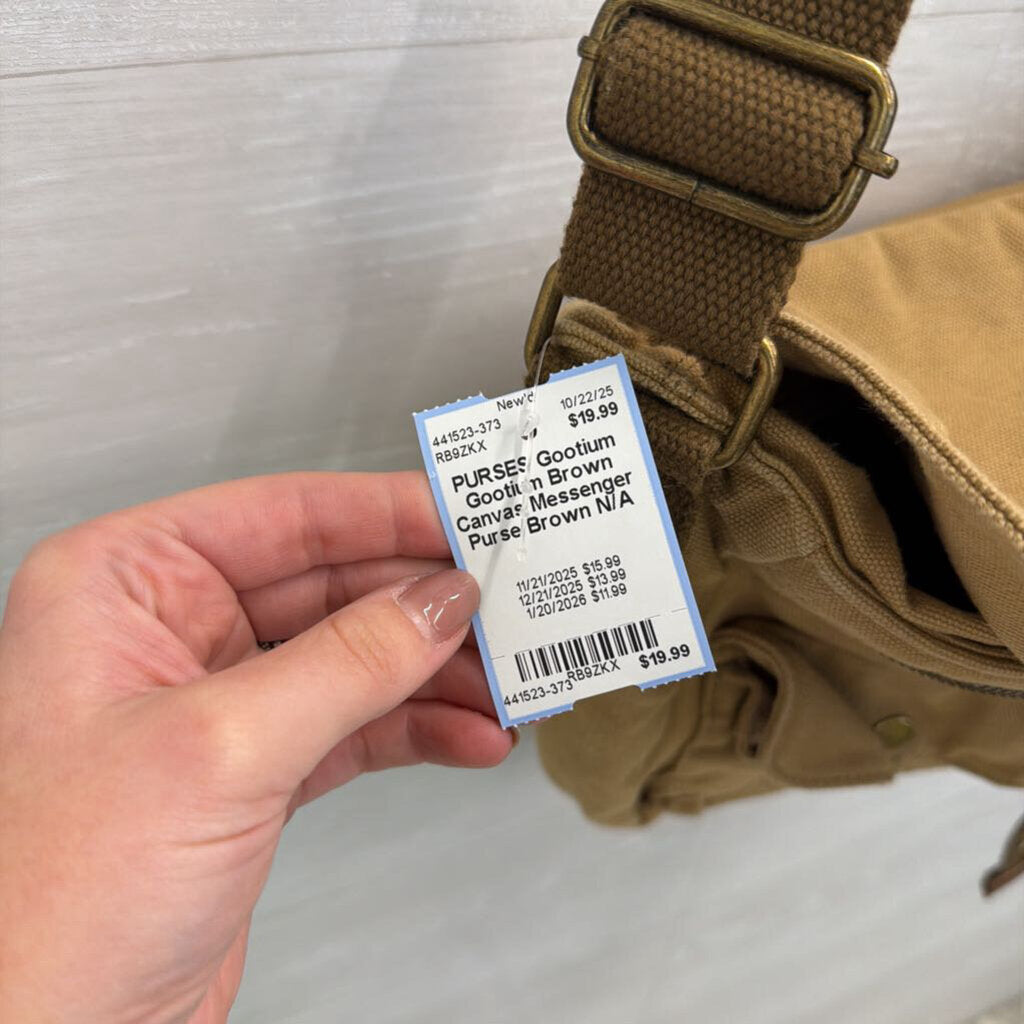 New'd 10/22/25
441523-373 $19.99
RB9ZKX
PURSES Gootium
Gootium Brown
Canvas Messenger
Purse Brown N/A
11/21/2025 $15.99
12/21/2025 $13.99
1/20/2026 $11.99
441523-373 RB9ZKX $19.99